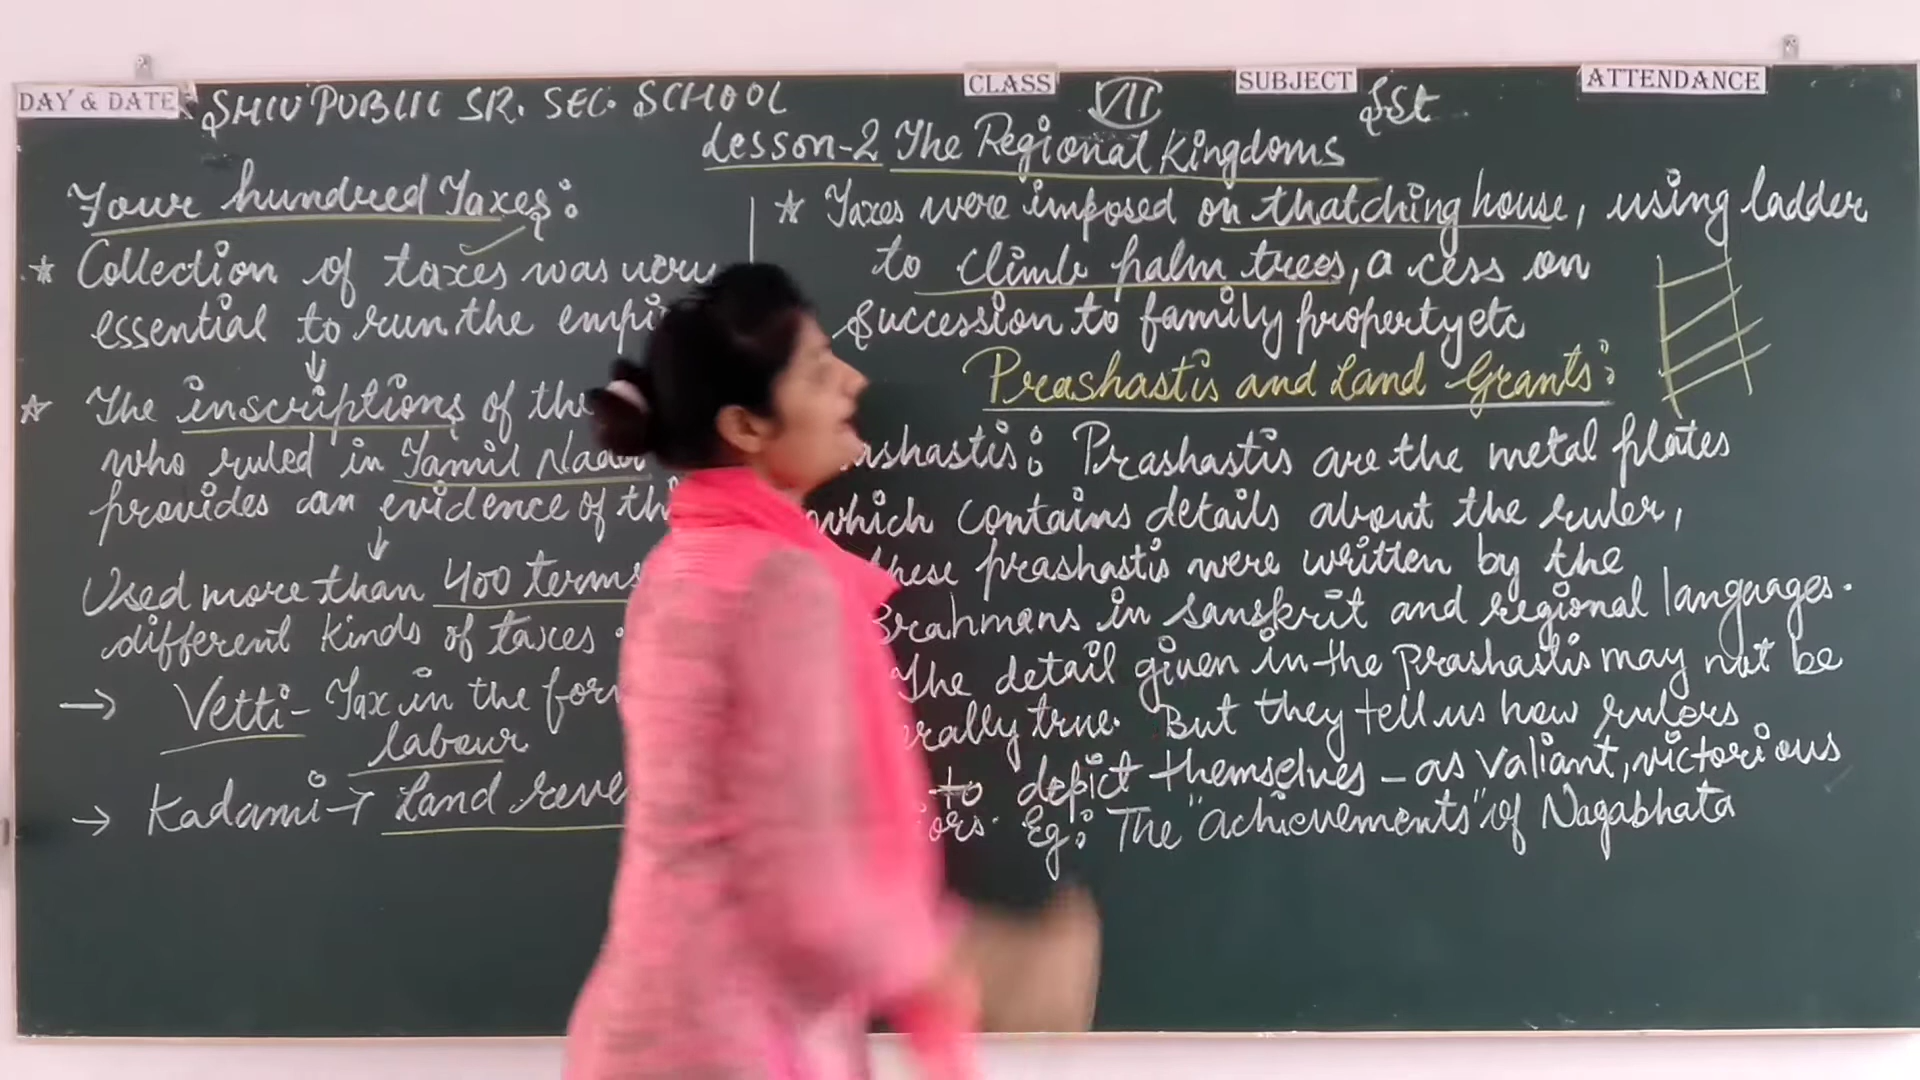 DAY & DATE
SHIV PUBLIC SR. SEC. SCHOOL
CLASS
VII
SUBJECT
SSt
ATTENDANCE
Lesson-2 The Regional Kingdoms
Four hundred Taxes:
* Collection of taxes was very
essential to run the
* The inscriptions of the
who ruled in Tamil Nadu
provides an evidence of
Used more than 400 terms
different kinds of taxes
→ Vetti - Tax in the
labour
→ Kadami → Land
* Taxes were imposed on thatching house, using ladder
to climb palm trees, a cess on
succession to family property etc
Prashastis and Land Grants:
Prashastis are the metal plates
which contains details about the ruler,
these prashastis were written by the
Brahmans in sanskrit and regional languages.
The detail given in the Prashastis may not be
true. But they tell us how rulers
to depict themselves - as valiant, victorious
Eg: The "achievements" of Nagabhata